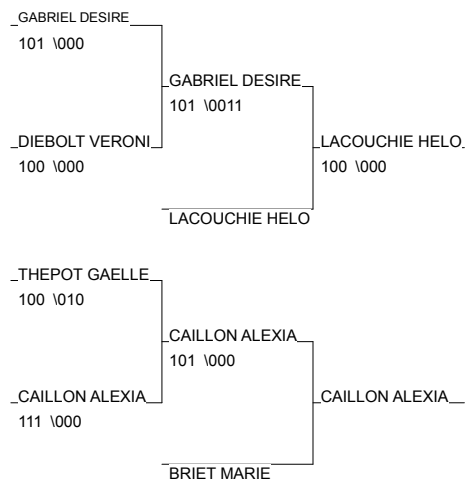 GABRIEL DESIRE
101 \000
GABRIEL DESIRE
101 \0011
DIEBOLT VERONI
100 \000
LACOUCHIE HELO
100 \000
LACOUCHIE HELO
THEPOT GAELLE
100 \010
CAILLON ALEXIA
101 \000
CAILLON ALEXIA
111 \000
CAILLON ALEXIA
BRIET MARIE